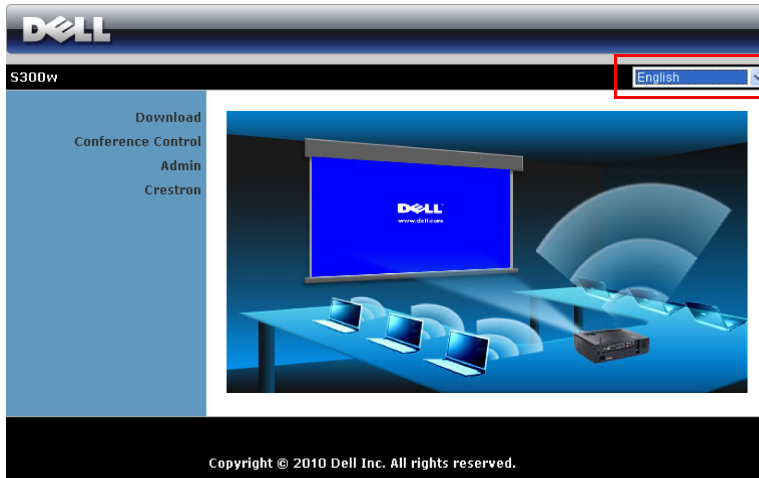 DELL
S300w
English
Download
Conference Control
Admin
Crestron
DELL
www.dell.com
Copyright © 2010 Dell Inc. All rights reserved.